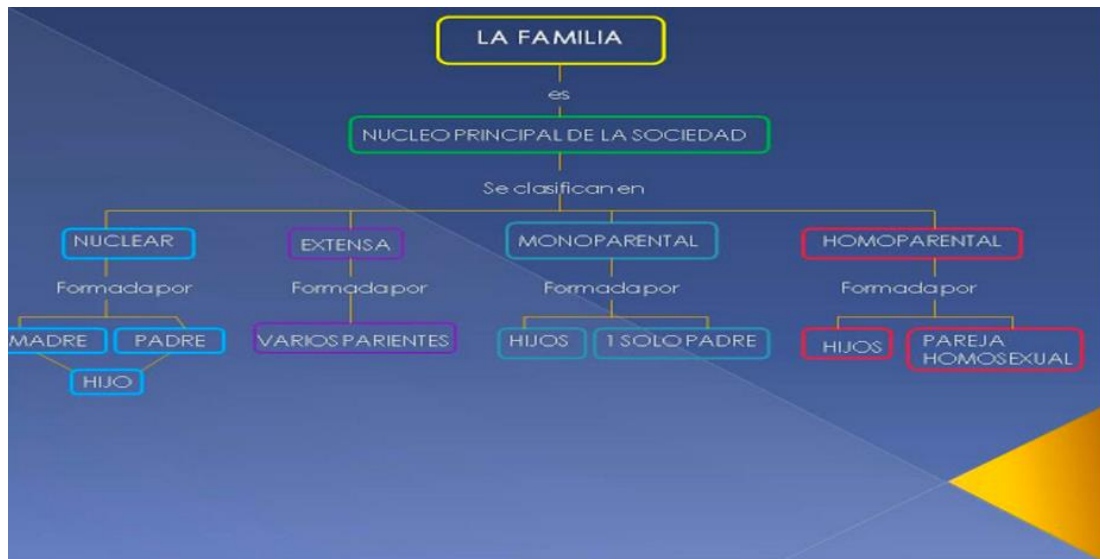 LA FAMILIA
es
NUCLEO PRINCIPAL DE LA SOCIEDAD
Se clasifican en
NUCLEAR
EXTENSA
MONOPARENTAL
HOMOPARENTAL
Formada por
Formada por
Formada por
Formada por
MADRE
PADRE
VARIOS PARIENTES
HIJOS
1 SOLO PADRE
HIJOS
PAREJA
HOMOSEXUAL
HIJO